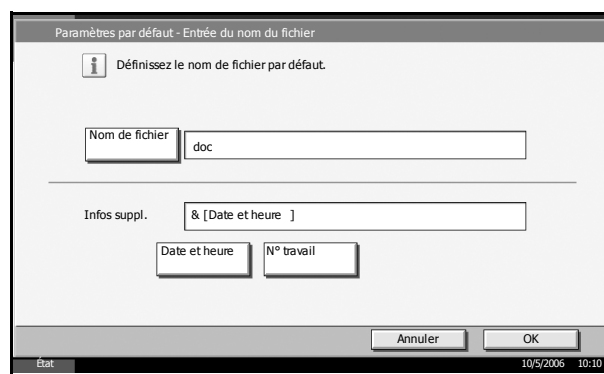 Paramètres par défaut - Entrée du nom du fichier
Définissez le nom de fichier par défaut.
Nom de fichier
doc
Infos suppl.
& [Date et heure ]
Date et heure
N° travail
Annuler
OK
État
10/5/2006 10:10